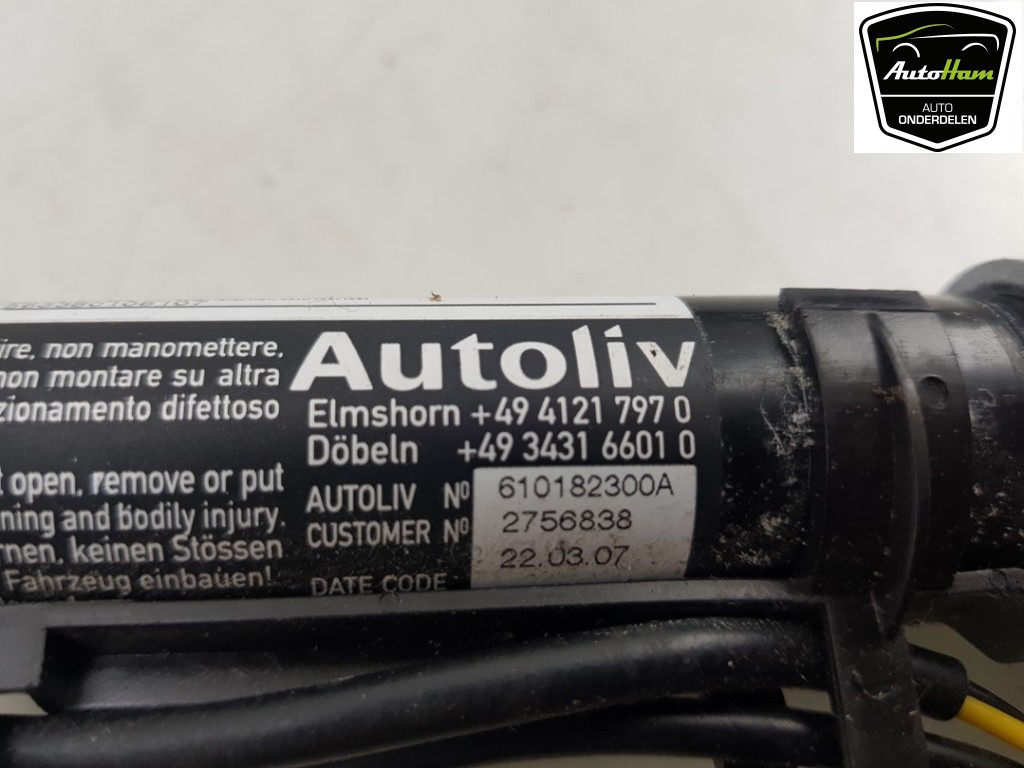 AutoHam
AUTO
ONDERDELEN
ire, non manomettere,
non montare su altra
zionamento difettoso
Autoliv
Elmshorn +49 4121 797 0
Döbeln +49 3431 6601 0
t open, remove or put
ning and bodily injury.
men, keinen Stössen
Fahrzeug einbauen!
AUTOLIV Nº 610182300A
CUSTOMER Nº 2756838
DATE CODE 22.03.07